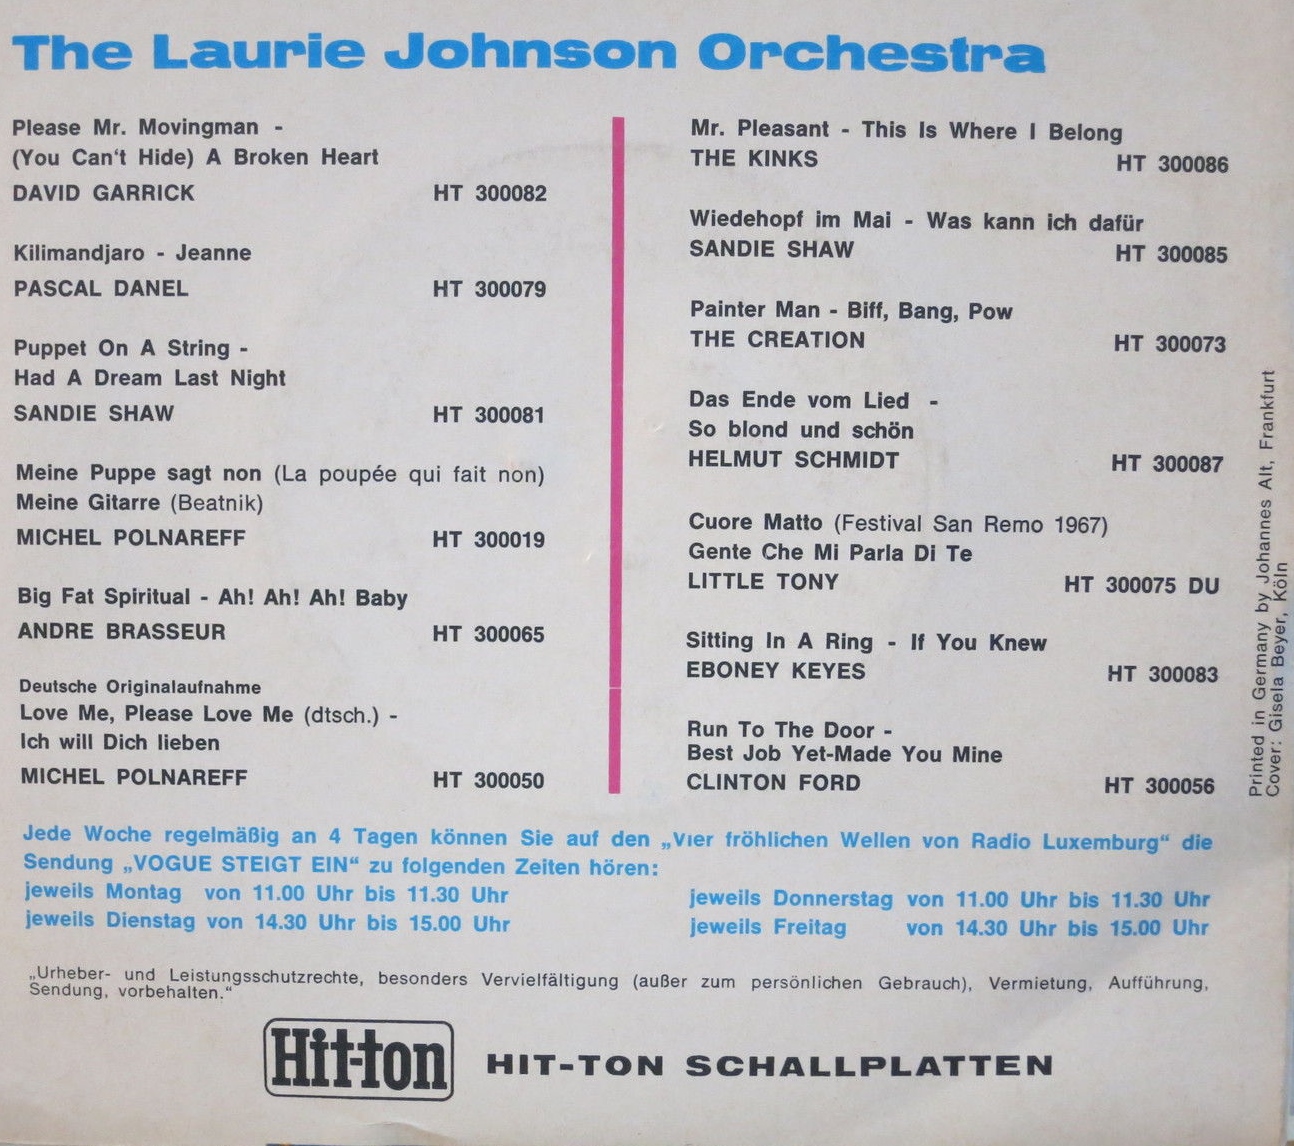 The Laurie Johnson Orchestra
Please Mr. Movingman -
(You Can't Hide) A Broken Heart
DAVID GARRICK HT 300082
Kilimandjaro - Jeanne
PASCAL DANEL HT 300079
Puppet On A String -
Had A Dream Last Night
SANDIE SHAW HT 300081
Meine Puppe sagt non (La poupée qui fait non)
Meine Gitarre (Beatnik)
MICHEL POLNAREFF HT 300019
Big Fat Spiritual - Ah! Ah! Ah! Baby
ANDRE BRASSEUR HT 300065
Deutsche Originalaufnahme
Love Me, Please Love Me (dtsch.) -
Ich will Dich lieben
MICHEL POLNAREFF HT 300050
Mr. Pleasant - This Is Where I Belong
THE KINKS HT 300086
Wiedehopf im Mai - Was kann ich dafür
SANDIE SHAW HT 300085
Painter Man - Biff, Bang, Pow
THE CREATION HT 300073
Das Ende vom Lied -
So blond und schön
HELMUT SCHMIDT HT 300087
Cuore Matto (Festival San Remo 1967)
Gente Che Mi Parla Di Te
LITTLE TONY HT 300075 DU
Sitting In A Ring - If You Knew
EBONEY KEYES HT 300083
Run To The Door -
Best Job Yet-Made You Mine
CLINTON FORD HT 300056
Printed in Germany by Johannes Alt, Frankfurt
Cover: Gisela Beyer, Köln
Jede Woche regelmäßig an 4 Tagen können Sie auf den „Vier fröhlichen Wellen von Radio Luxemburg“ die
Sendung „VOGUE STEIGT EIN“ zu folgenden Zeiten hören:
jeweils Montag von 11.00 Uhr bis 11.30 Uhr
jeweils Dienstag von 14.30 Uhr bis 15.00 Uhr
jeweils Donnerstag von 11.00 Uhr bis 11.30 Uhr
jeweils Freitag von 14.30 Uhr bis 15.00 Uhr
„Urheber- und Leistungsschutzrechte, besonders Vervielfältigung (außer zum persönlichen Gebrauch), Vermietung, Aufführung,
Sendung, vorbehalten.“
Hit-ton HIT-TON SCHALLPLATTEN